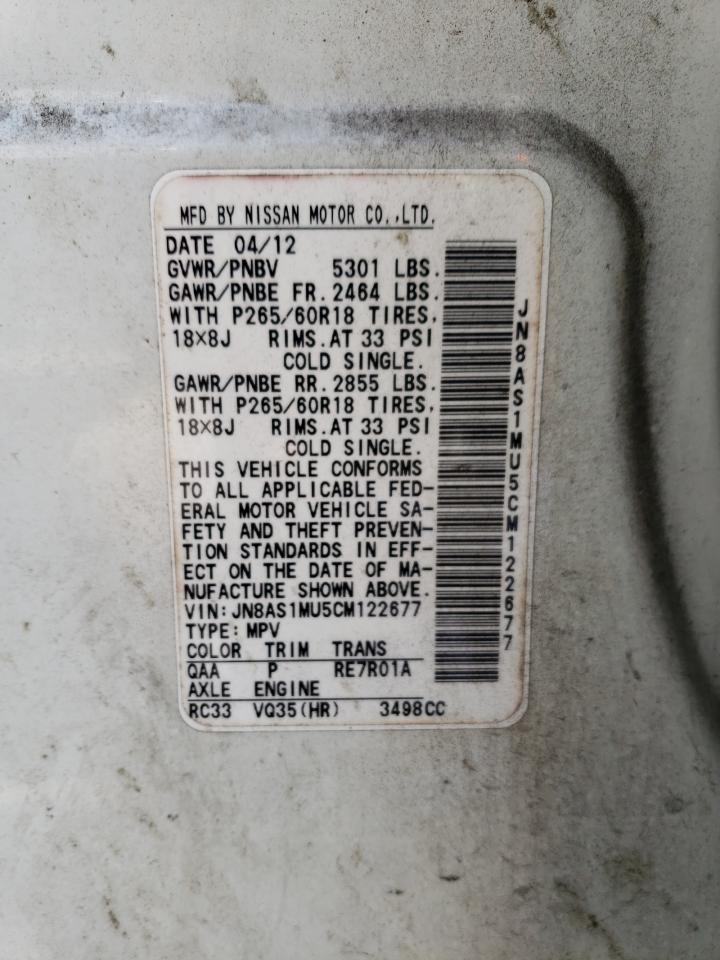 MFD BY NISSAN MOTOR CO.,LTD.
DATE 04/12
GVWR/PNBV 5301 LBS.
GAWR/PNBE FR. 2464 LBS.
WITH P265/60R18 TIRES,
18×8J RIMS.AT 33 PSI
COLD SINGLE.
GAWR/PNBE RR. 2855 LBS.
WITH P265/60R18 TIRES,
18×8J RIMS.AT 33 PSI
COLD SINGLE.
THIS VEHICLE CONFORMS
TO ALL APPLICABLE FED-
ERAL MOTOR VEHICLE SA-
FETY AND THEFT PREVEN-
TION STANDARDS IN EFF-
ECT ON THE DATE OF MA-
NUFACTURE SHOWN ABOVE.
VIN: JN8AS1MU5CM122677
TYPE: MPV
COLOR TRIM TRANS
QAA P RE7R01A
AXLE ENGINE
RC33 VQ35(HR) 3498CC
JN8AS1MU5CM122677